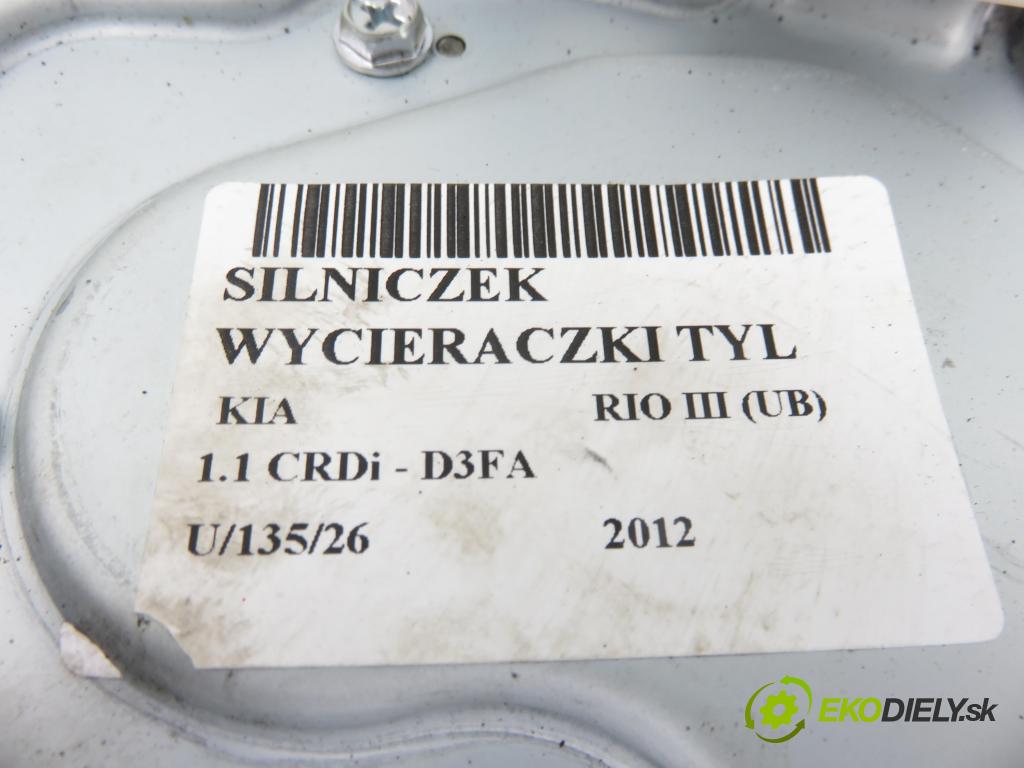 SILNICZEK
WYCIERACZKI TYL
KIA RIO III (UB)
1.1 CRDi - D3FA
U/135/26 2012
EKODIELY.sk